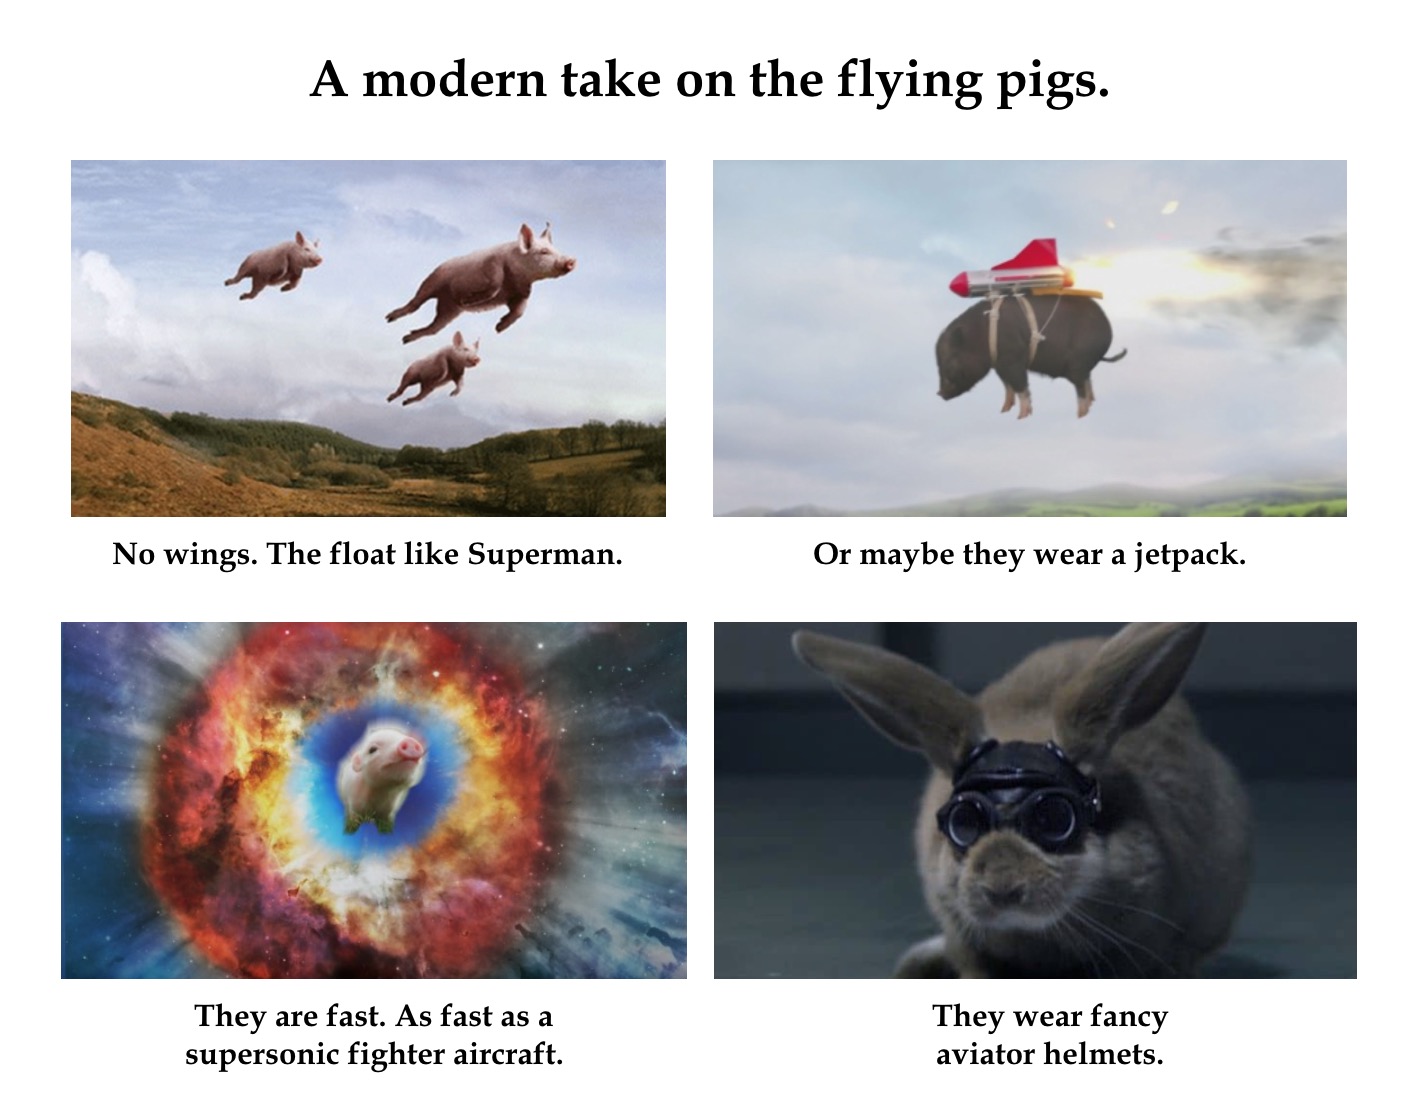 A modern take on the flying pigs.
No wings. The float like Superman.
Or maybe they wear a jetpack.
They are fast. As fast as a
supersonic fighter aircraft.
They wear fancy
aviator helmets.